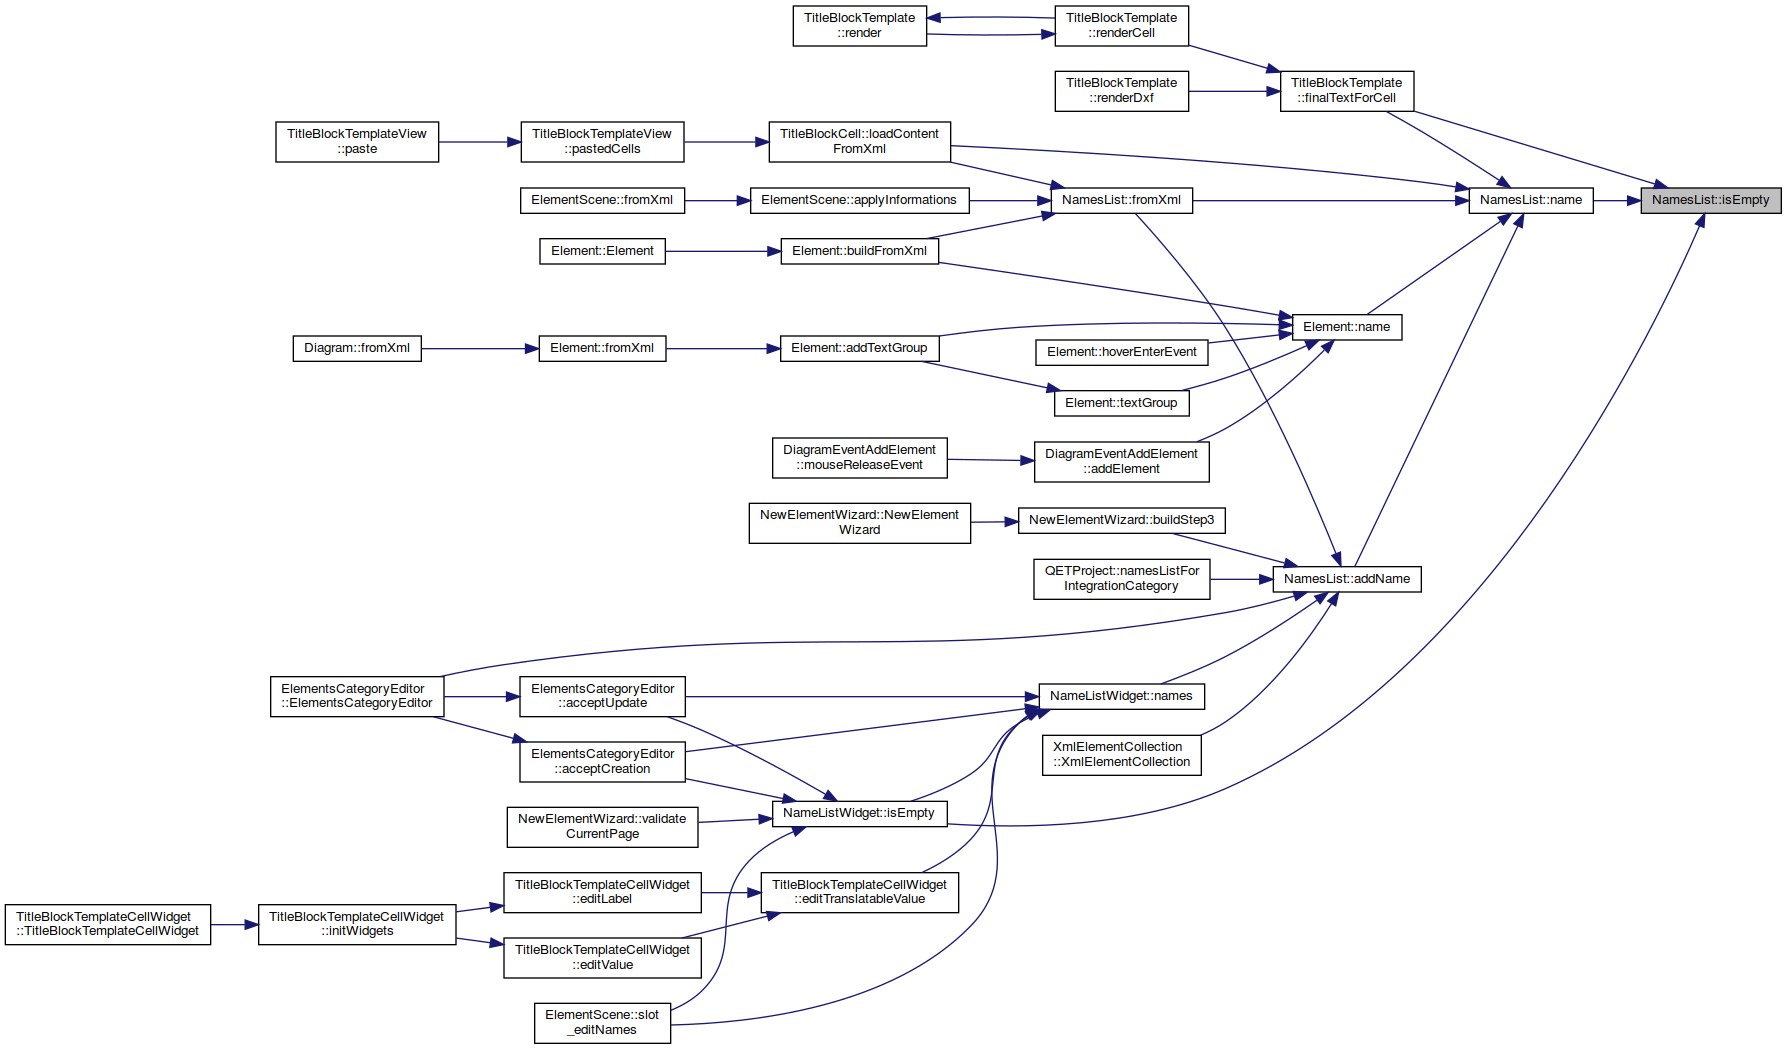 TitleBlockTemplate
::render
TitleBlockTemplate
::renderCell
TitleBlockTemplate
::renderDxf
TitleBlockTemplate
::finalTextForCell
TitleBlockTemplateView
::paste
TitleBlockTemplateView
::pastedCells
TitleBlockCell::loadContent
FromXml
ElementScene::fromXml
ElementScene::applyInformations
NamesList::fromXml
NamesList::name
NamesList::isEmpty
Element::Element
Element::buildFromXml
Element::name
Diagram::fromXml
Element::fromXml
Element::addTextGroup
Element::hoverEnterEvent
Element::textGroup
DiagramEventAddElement
::mouseReleaseEvent
DiagramEventAddElement
::addElement
NewElementWizard::NewElement
Wizard
NewElementWizard::buildStep3
QETProject::namesListFor
IntegrationCategory
NamesList::addName
ElementsCategoryEditor
::ElementsCategoryEditor
ElementsCategoryEditor
::acceptUpdate
NameListWidget::names
ElementsCategoryEditor
::acceptCreation
XmlElementCollection
::XmlElementCollection
NewElementWizard::validate
CurrentPage
NameListWidget::isEmpty
TitleBlockTemplateCellWidget
::editLabel
TitleBlockTemplateCellWidget
::editTranslatableValue
TitleBlockTemplateCellWidget
::TitleBlockTemplateCellWidget
TitleBlockTemplateCellWidget
::initWidgets
TitleBlockTemplateCellWidget
::editValue
ElementScene::slot
_editNames